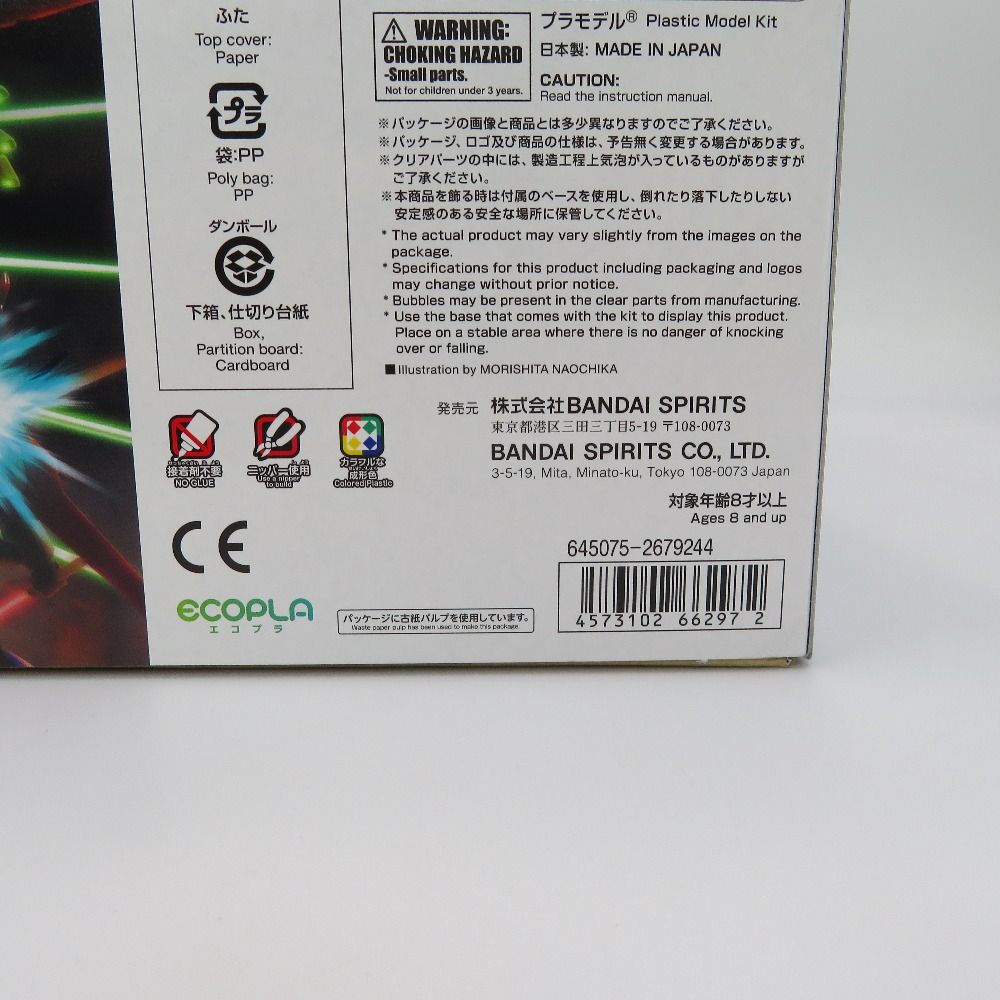 ふた
Top cover:
Paper
プラ
袋:PP
Poly bag:
PP
ダンボール
下箱、仕切り台紙
Box,
Partition board:
Cardboard
WARNING:
CHOKING HAZARD
-Small parts.
Not for children under 3 years.
プラモデル® Plastic Model Kit
日本製: MADE IN JAPAN
CAUTION:
Read the instruction manual.
※パッケージの画像と商品とは多少異なりますのでご了承ください。
※パッケージ、ロゴ及び商品の仕様は、予告無く変更する場合があります。
※クリアパーツの中には、製造工程上気泡が入っているものがありますが
ご了承ください。
※本商品を飾る時は付属のベースを使用し、倒れたり落下したりしない
安定感のある安全な場所に保管してください。
* The actual product may vary slightly from the images on the
package.
* Specifications for this product including packaging and logos
may change without prior notice.
* Bubbles may be present in the clear parts from manufacturing.
* Use the base that comes with the kit to display this product.
Place on a stable area where there is no danger of knocking
over or falling.
■Illustration by MORISHITA NAOCHIKA
発売元 株式会社BANDAI SPIRITS
東京都港区三田三丁目5-19 〒108-0073
BANDAI SPIRITS CO., LTD.
3-5-19, Mita, Minato-ku, Tokyo 108-0073 Japan
接着剤不要
NO GLUE
ニッパー使用
Use a nipper
to build
カラフルな
成形色
Colored Plastic
対象年齢8才以上
Ages 8 and up
CE
645075-2679244
4573102 66297 2
ECOPLA
エコプラ
パッケージに古紙パルプを使用しています。
Waste paper pulp has been used to make this package.